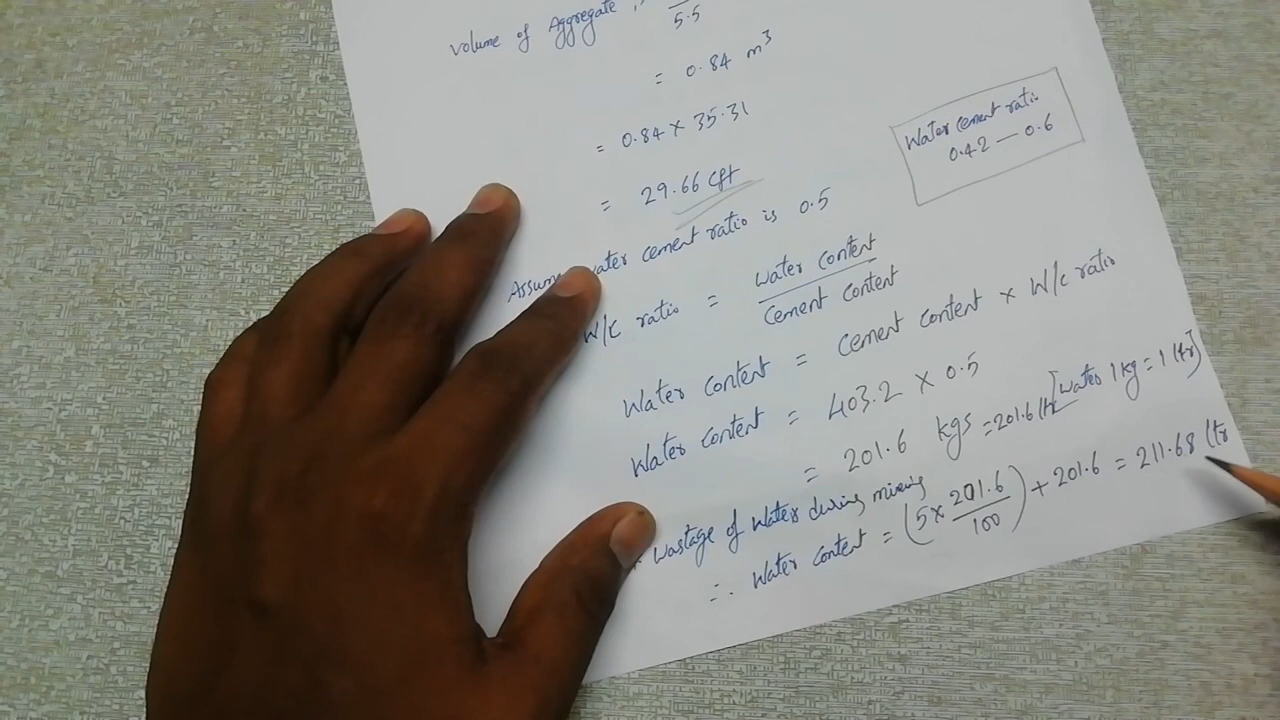 Volume of Aggregate
5.5
= 0.84 m³
= 0.84 × 35.31
= 29.66 cft
Water cement ratio
0.42 — 0.6
Assume water cement ratio is 0.5
W/C ratio = Water content / Cement content
Water content = Cement content × W/c ratio
Water content = 403.2 × 0.5
= 201.6 kgs = 201.6 ltr [Water 1 kg = 1 ltr]
Wastage of Water during mixing
∴ Water content = (5 × 201.6 / 100) + 201.6 = 211.68 ltr